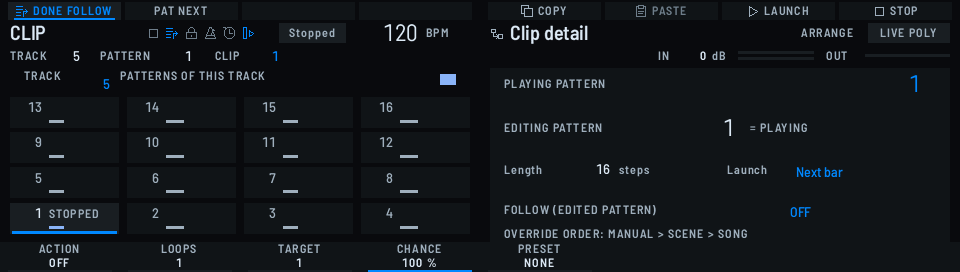 DONE FOLLOW PAT NEXT COPY PASTE LAUNCH STOP
CLIP Stopped 120 BPM Clip detail ARRANGE LIVE POLY
TRACK 5 PATTERN 1 CLIP 1 IN 0 dB OUT
TRACK 5 PATTERNS OF THIS TRACK
PLAYING PATTERN 1
13 14 15 16
EDITING PATTERN 1 = PLAYING
9 10 11 12
Length 16 steps Launch Next bar
5 6 7 8
FOLLOW (EDITED PATTERN) OFF
1 STOPPED 2 3 4
OVERRIDE ORDER: MANUAL > SCENE > SONG
ACTION LOOPS TARGET CHANCE PRESET
OFF 1 1 100 % NONE